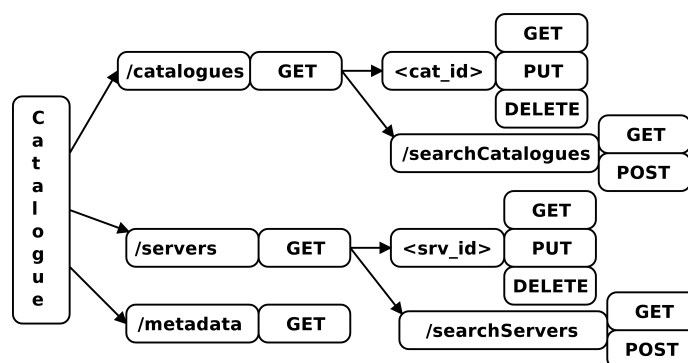 Catalogue
/catalogues GET
<cat_id>
GET
PUT
DELETE
/searchCatalogues
GET
POST
/servers GET
<srv_id>
GET
PUT
DELETE
/metadata GET
/searchServers
GET
POST